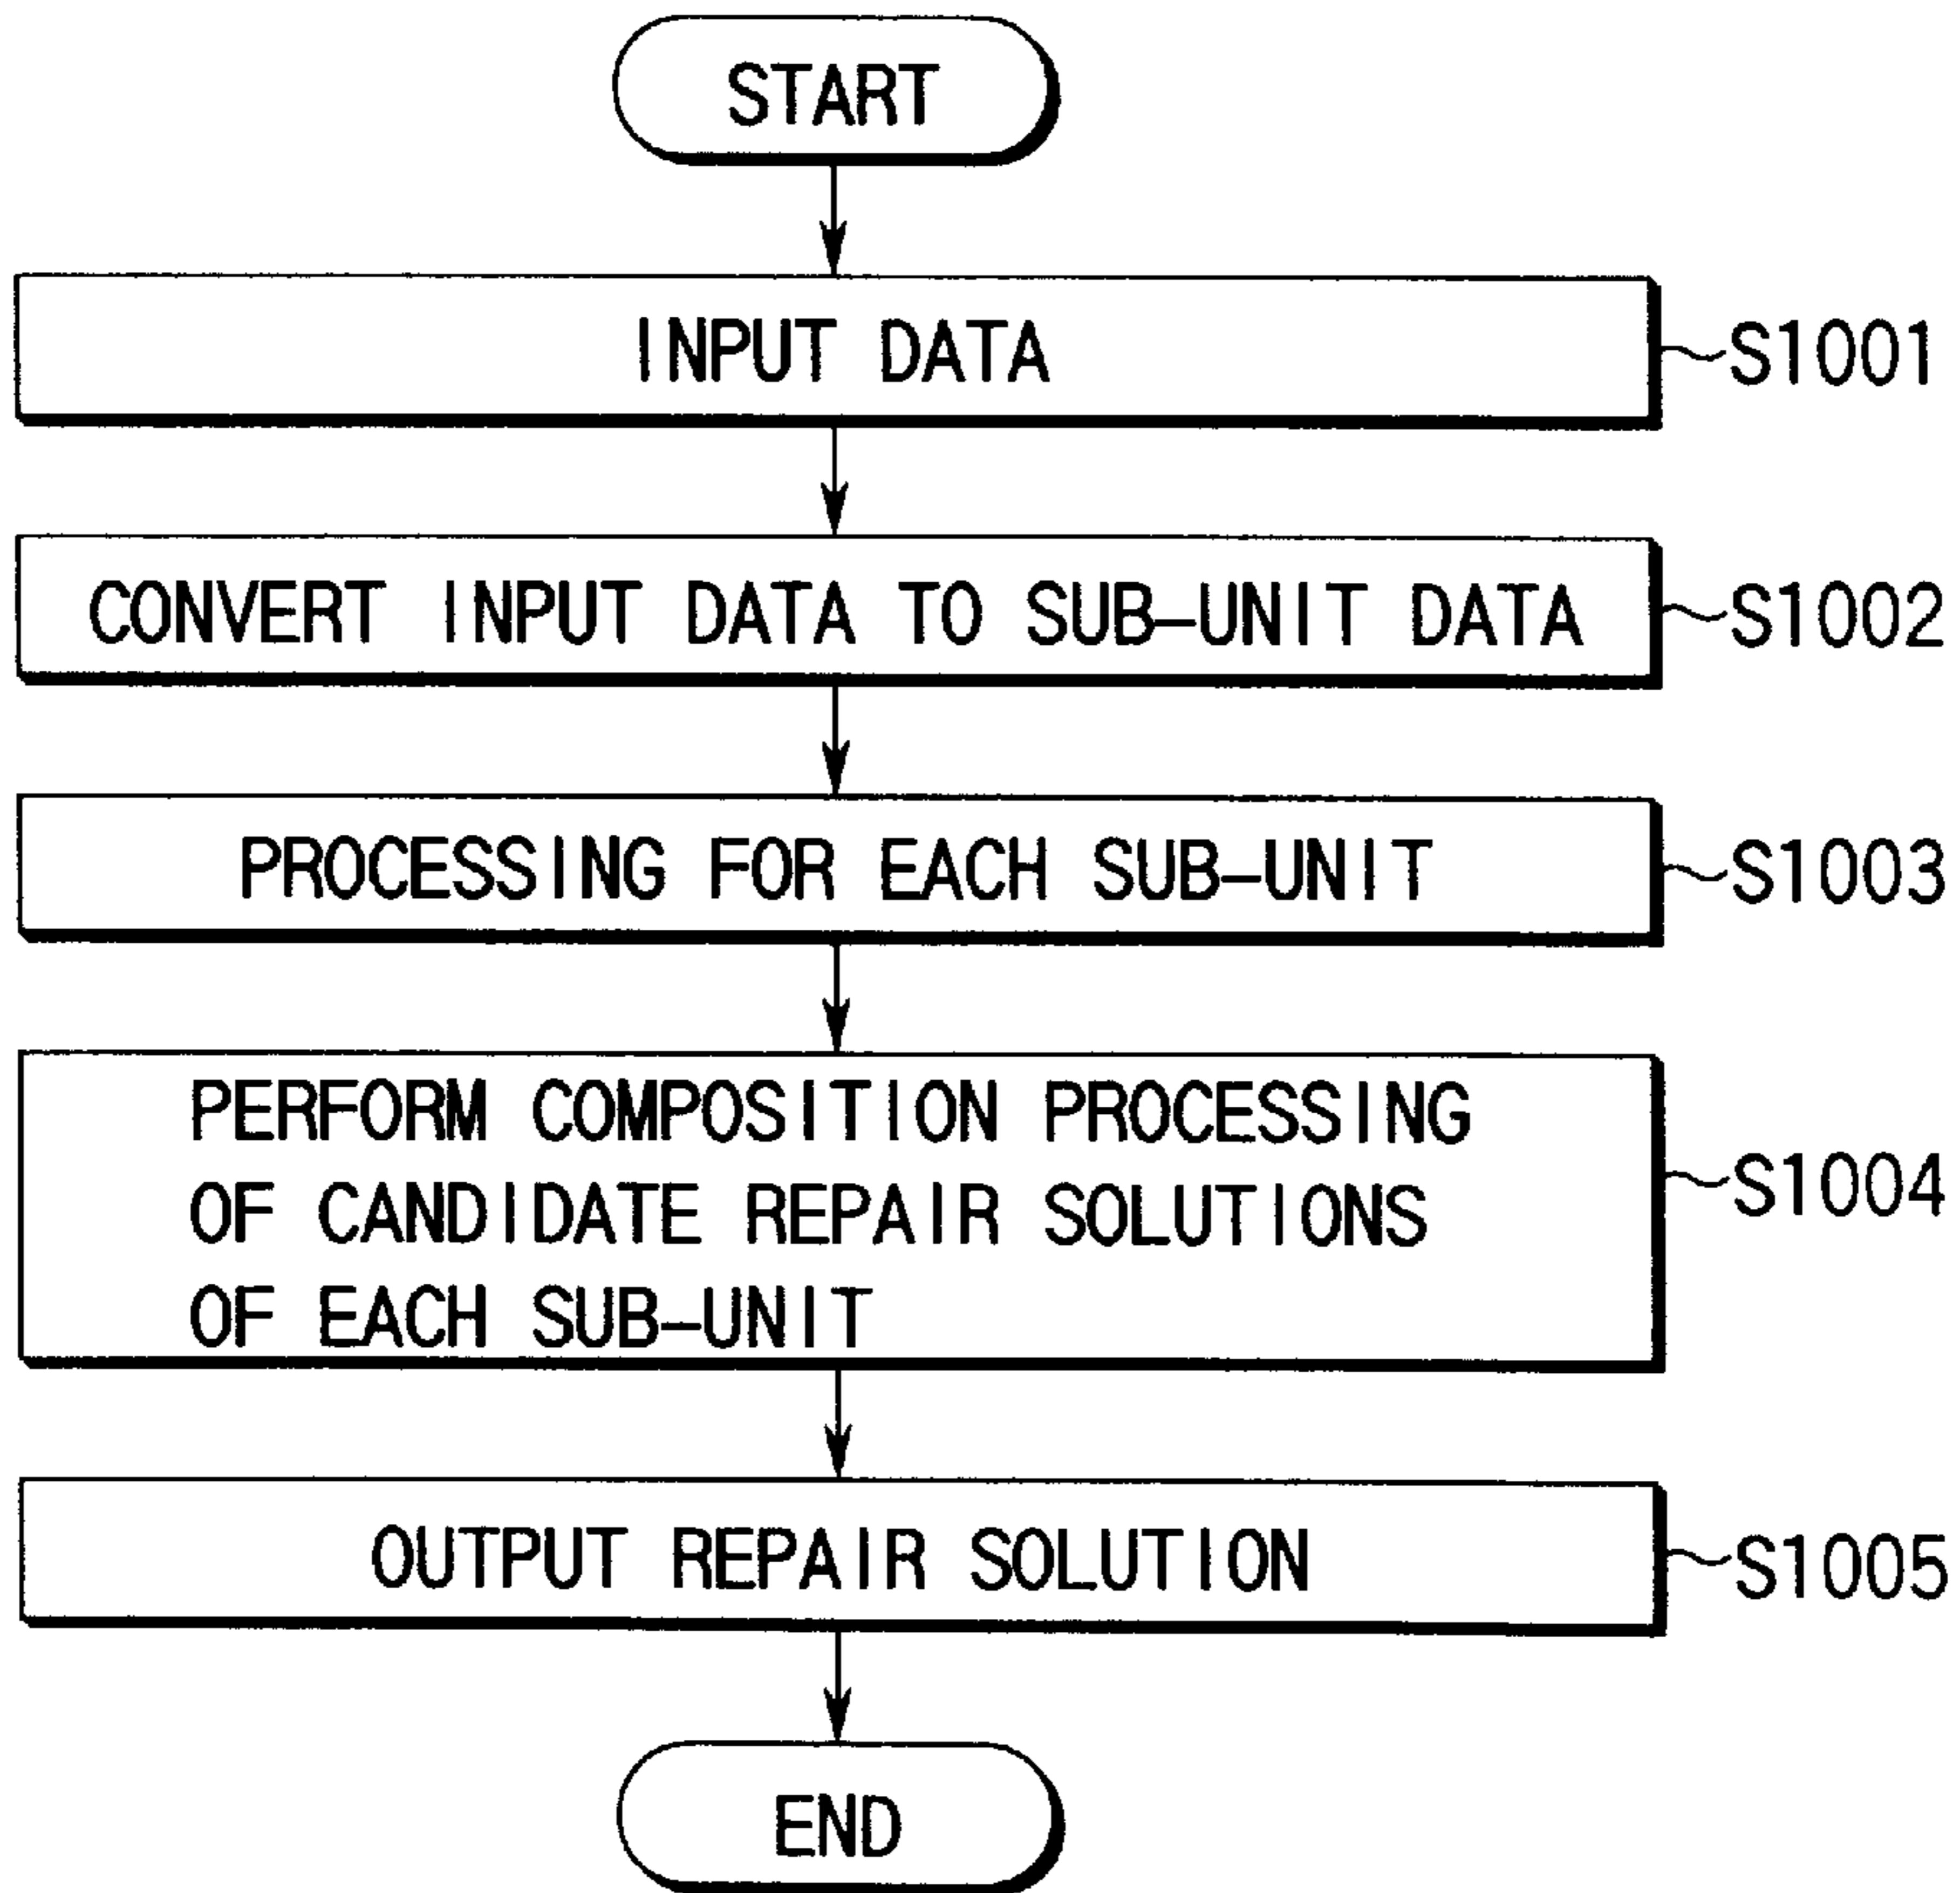 START
INPUT DATA
S1001
CONVERT INPUT DATA TO SUB-UNIT DATA
S1002
PROCESSING FOR EACH SUB-UNIT
S1003
PERFORM COMPOSITION PROCESSING
OF CANDIDATE REPAIR SOLUTIONS
OF EACH SUB-UNIT
S1004
OUTPUT REPAIR SOLUTION
S1005
END